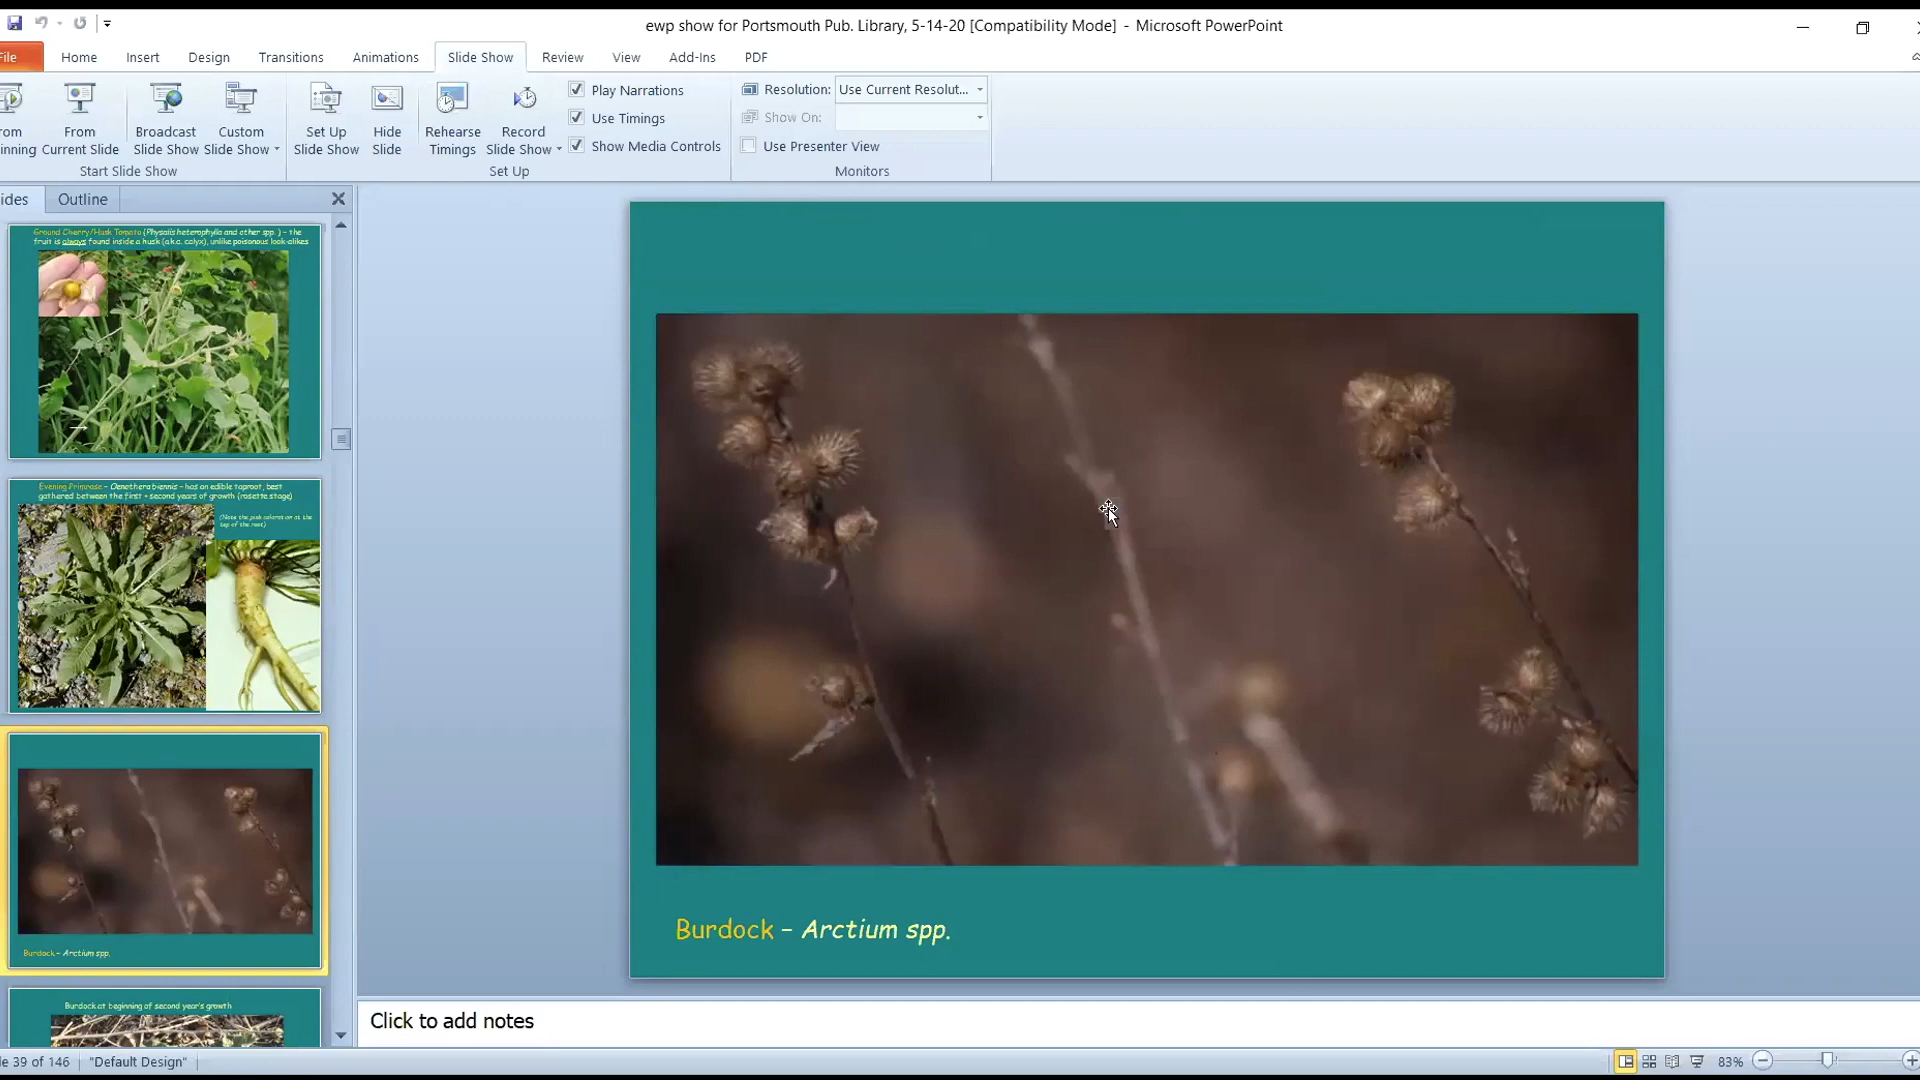 ewp show for Portsmouth Pub. Library, 5-14-20 [Compatibility Mode] - Microsoft PowerPoint
File Home Insert Design Transitions Animations Slide Show Review View Add-Ins PDF
Play Narrations
Use Timings
Show Media Controls
Resolution: Use Current Resolut...
Show On:
Use Presenter View
From
Current Slide
Broadcast
Slide Show
Custom
Slide Show
Set Up
Slide Show
Hide
Slide
Rehearse
Timings
Record
Slide Show
Start Slide Show
Set Up
Monitors
ides Outline
Ground Cherry/Husk Tomato (Physalis heterophylla and other spp. ) - the
fruit is always found inside a husk (a.k.a. calyx), unlike poisonous look-alikes
Evening Primrose - Oenothera biennis - has an edible taproot, best
gathered between the first + second years of growth (rosette stage)
(Note the pink coloration at the
top of the root)
Burdock - Arctium spp.
Burdock at beginning of second year's growth
Burdock - Arctium spp.
Click to add notes
le 39 of 146 "Default Design" 83%